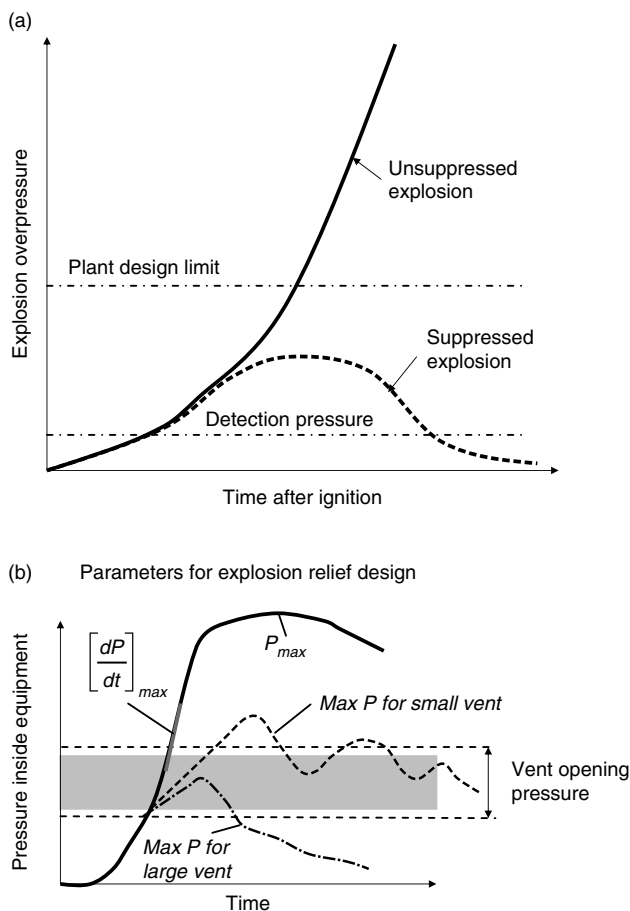 (a)
Explosion overpressure
Unsuppressed
explosion
Plant design limit
Suppressed
explosion
Detection pressure
Time after ignition
(b) Parameters for explosion relief design
Pressure inside equipment
[dP/dt]max
Pmax
Max P for small vent
Vent opening
pressure
Max P for
large vent
Time